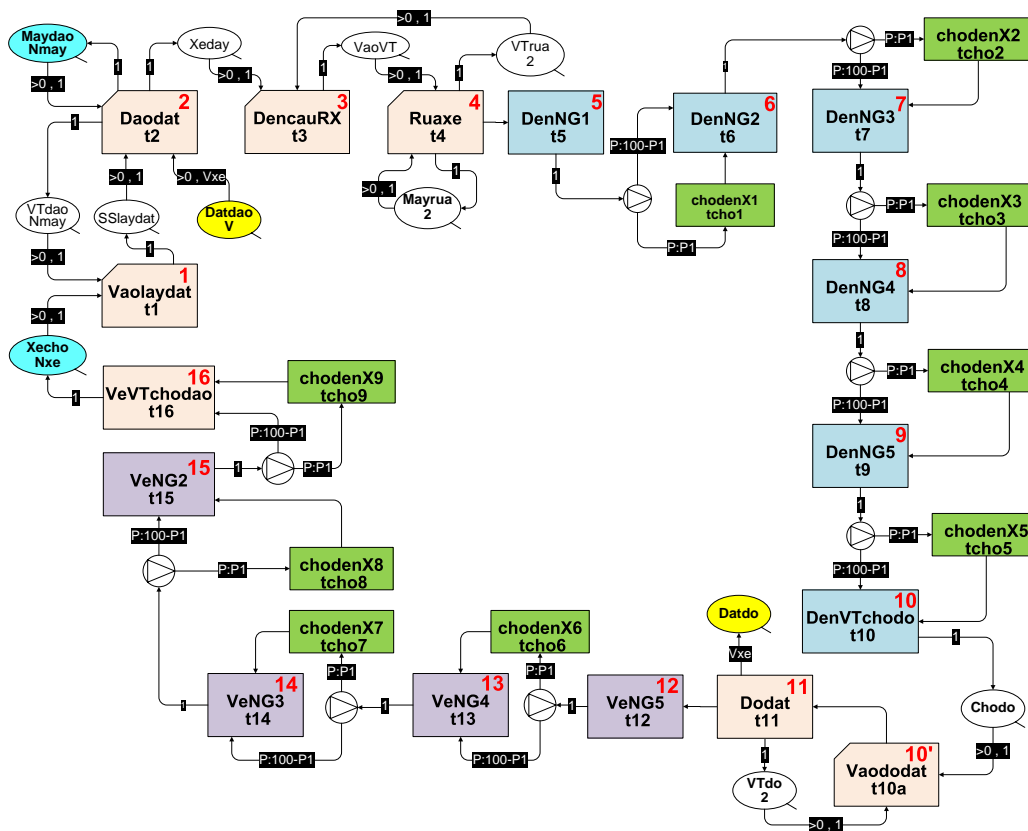 Maydao
Nmay
>0 , 1
1
1
Xeday
>0 , 1
2
Daodat
t2
1
>0 , 1
>0 , Vxe
VTdao
Nmay
SSlaydat
Datdao
V
>0 , 1
1
1
Vaolaydat
t1
>0 , 1
Xecho
Nxe
>0 , 1
3
DencauRX
t3
1
VaoVT
>0 , 1
1
VTrua
2
4
Ruaxe
t4
>0 , 1
1
Mayrua
2
5
DenNG1
t5
1
P:100-P1
P:P1
6
DenNG2
t6
chodenX1
tcho1
1
P:P1
chodenX2
tcho2
P:100-P1
7
DenNG3
t7
1
P:P1
chodenX3
tcho3
P:100-P1
8
DenNG4
t8
1
P:P1
chodenX4
tcho4
P:100-P1
9
DenNG5
t9
1
P:P1
chodenX5
tcho5
P:100-P1
10
DenVTchodo
t10
1
Chodo
>0 , 1
10'
Vaododat
t10a
Datdo
Vxe
11
Dodat
t11
1
VTdo
2
>0 , 1
12
VeNG5
t12
1
chodenX6
tcho6
P:P1
P:100-P1
13
VeNG4
t13
1
chodenX7
tcho7
P:P1
P:100-P1
14
VeNG3
t14
1
P:P1
chodenX8
tcho8
P:100-P1
15
VeNG2
t15
1
P:P1
P:100-P1
chodenX9
tcho9
16
VeVTchodao
t16
1